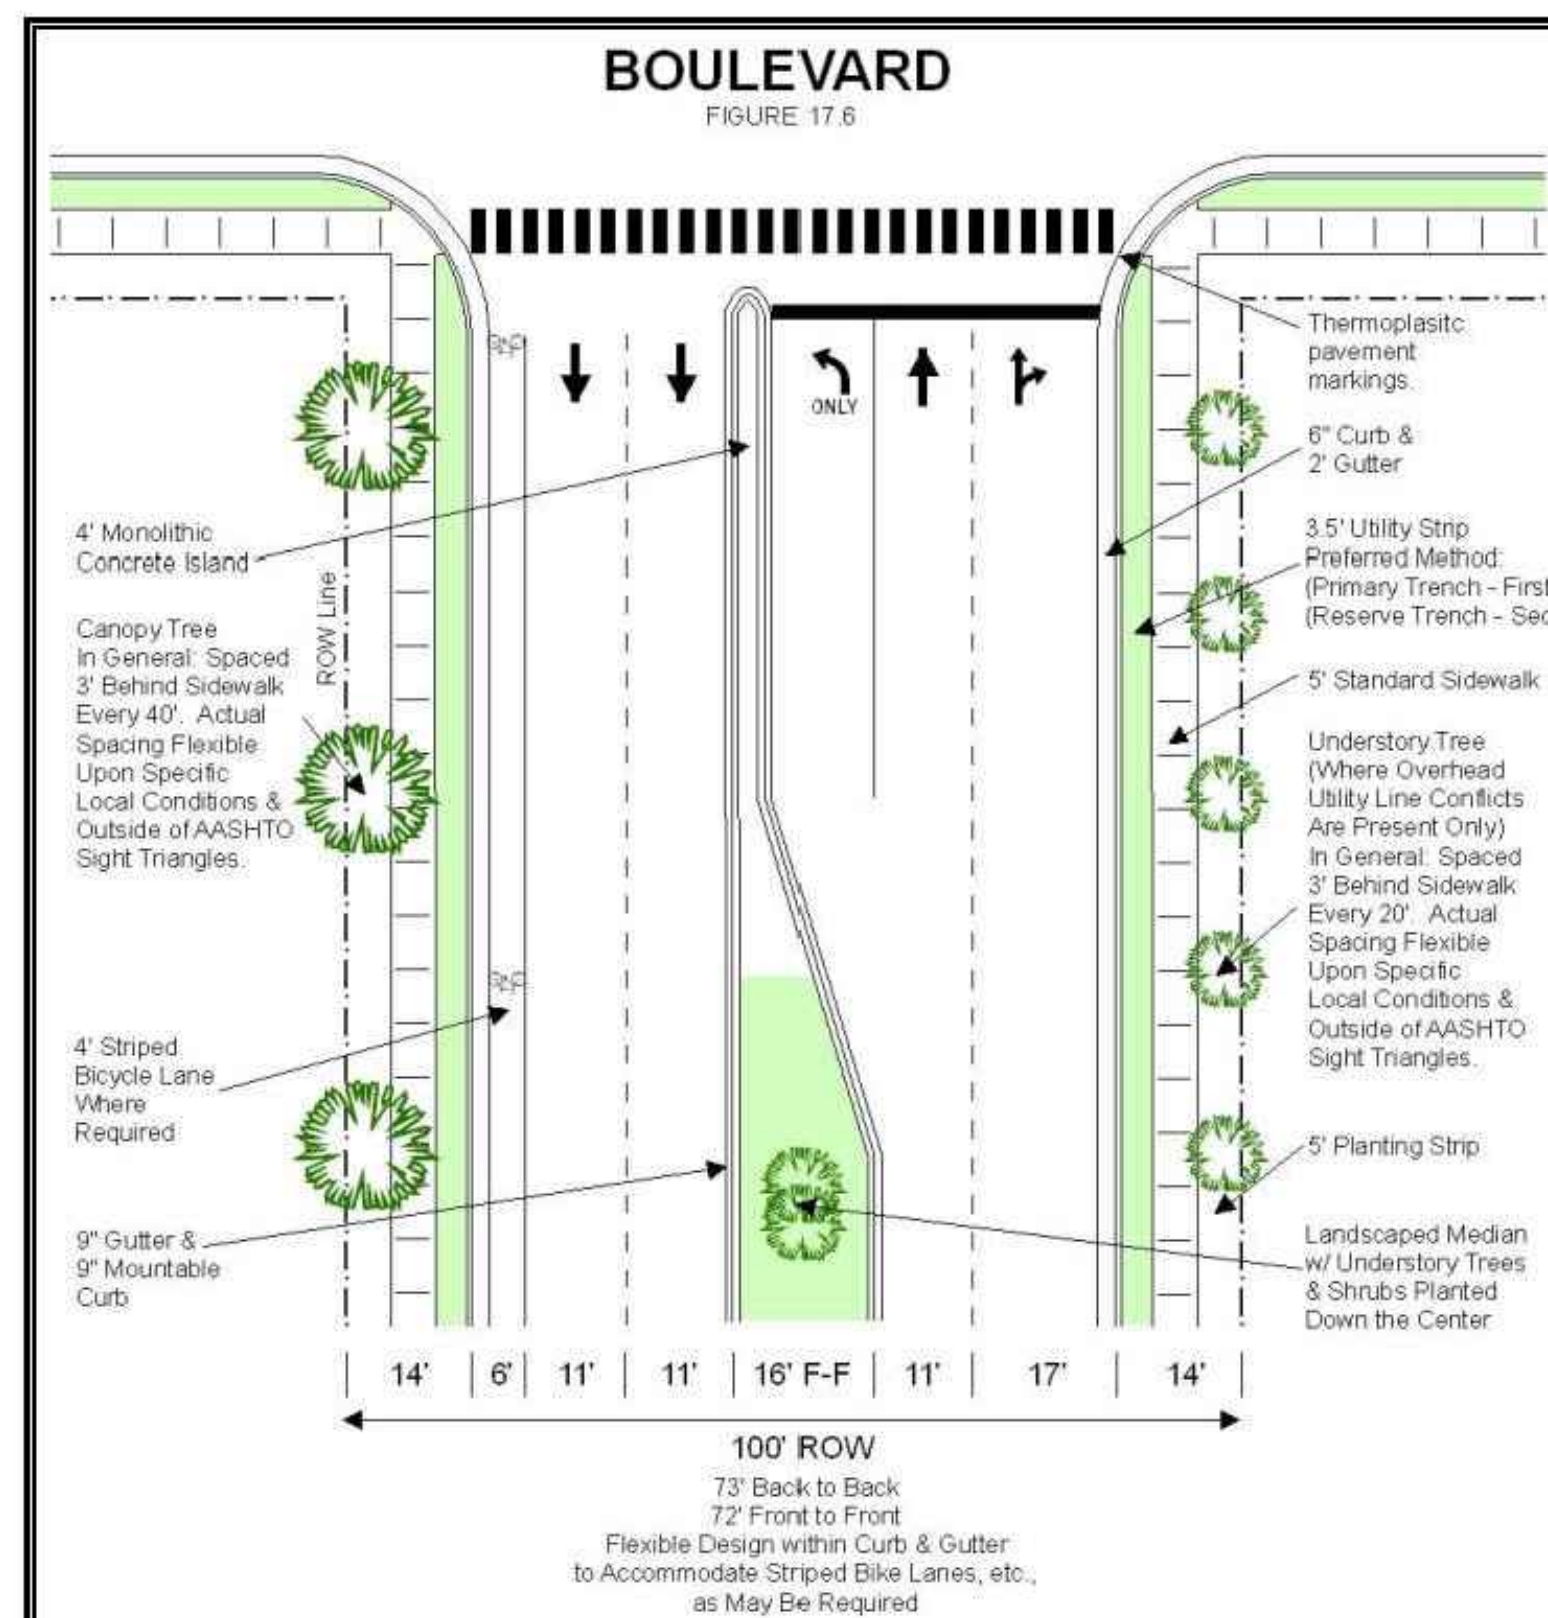 BOULEVARD
FIGURE 17.6
ONLY
4' Monolithic
Concrete Island
ROW Line
Canopy Tree
In General: Spaced
3' Behind Sidewalk
Every 40'. Actual
Spacing Flexible
Upon Specific
Local Conditions &
Outside of AASHTO
Sight Triangles.
4' Striped
Bicycle Lane
Where
Required
9" Gutter &
9" Mountable
Curb
Thermoplasitc
pavement
markings.
6" Curb &
2' Gutter
3.5' Utility Strip
Preferred Method:
(Primary Trench - First
(Reserve Trench - Sec
5' Standard Sidewalk
Understory Tree
(Where Overhead
Utility Line Conflicts
Are Present Only)
In General: Spaced
3' Behind Sidewalk
Every 20'. Actual
Spacing Flexible
Upon Specific
Local Conditions &
Outside of AASHTO
Sight Triangles.
5' Planting Strip
Landscaped Median
w/ Understory Trees
& Shrubs Planted
Down the Center
14' 6' 11' 11' 16' F-F 11' 17' 14'
100' ROW
73' Back to Back
72' Front to Front
Flexible Design within Curb & Gutter
to Accommodate Striped Bike Lanes, etc.,
as May Be Required